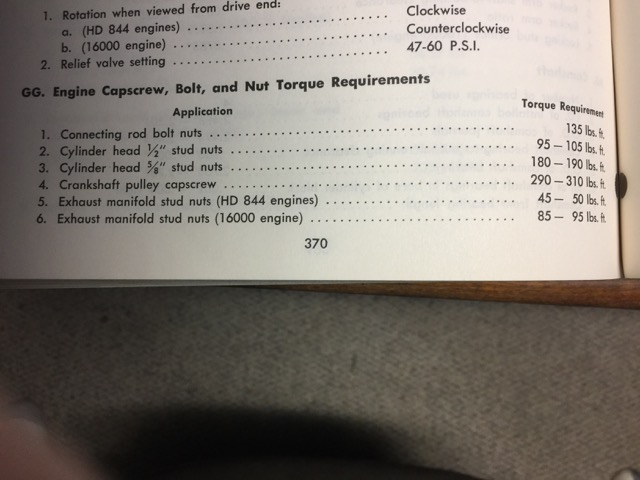 1. Rotation when viewed from drive end:
a. (HD 844 engines) .................................... Clockwise
b. (16000 engine) .................................... Counterclockwise
2. Relief valve setting .................................... 47-60 P.S.I.
GG. Engine Capscrew, Bolt, and Nut Torque Requirements
Application Torque Requirement
1. Connecting rod bolt nuts .................................... 135 lbs. ft.
2. Cylinder head ½" stud nuts .................................... 95 — 105 lbs. ft.
3. Cylinder head ⅝" stud nuts .................................... 180 — 190 lbs. ft.
4. Crankshaft pulley capscrew .................................... 290 — 310 lbs. ft.
5. Exhaust manifold stud nuts (HD 844 engines) .................................... 45 — 50 lbs. ft.
6. Exhaust manifold stud nuts (16000 engine) .................................... 85 — 95 lbs. ft.
370